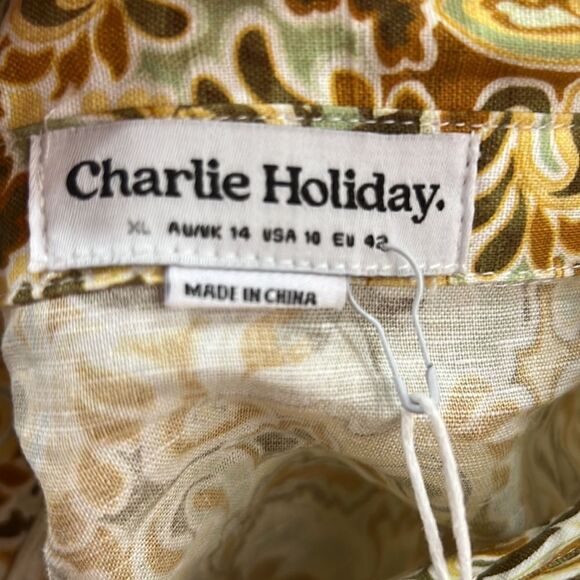 Charlie Holiday.
XL AU/UK 14 USA 10 EU 42
MADE IN CHINA